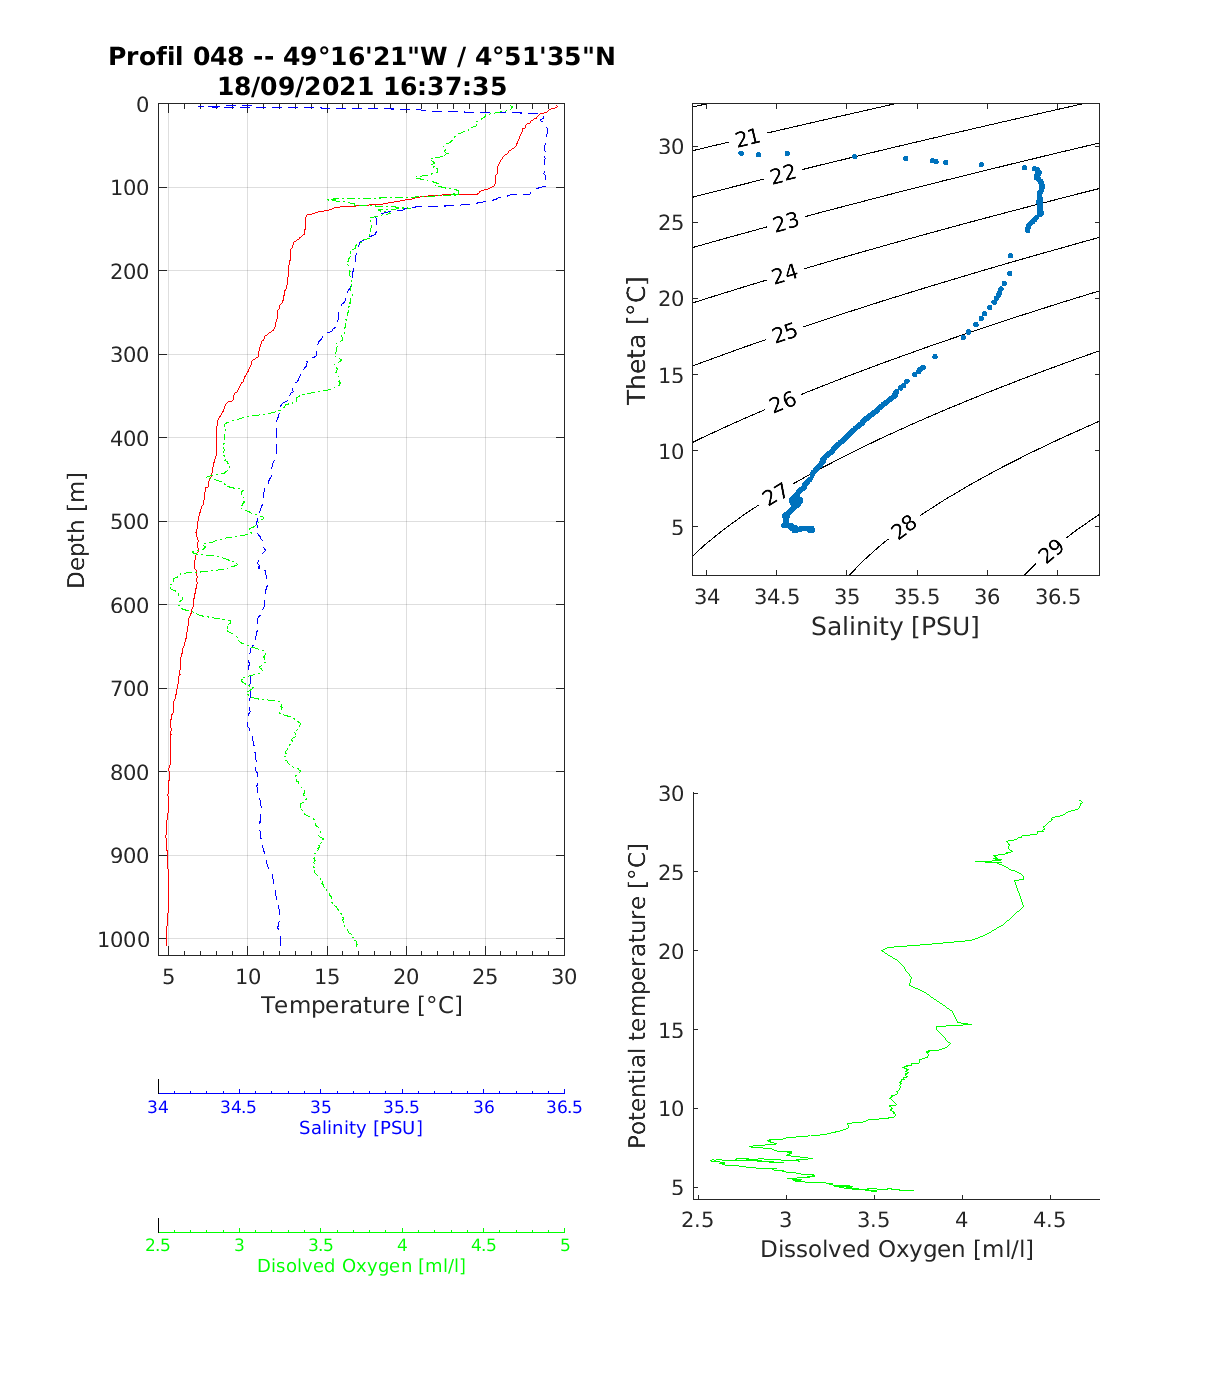 Profil 048 -- 49°16'21"W / 4°51'35"N
18/09/2021 16:37:35
0
100
200
300
400
500
600
700
800
900
1000
Depth [m]
5 10 15 20 25 30
Temperature [°C]
34 34.5 35 35.5 36 36.5
Salinity [PSU]
2.5 3 3.5 4 4.5 5
Disolved Oxygen [ml/l]
30
25
20
15
10
5
Theta [°C]
21
22
23
24
25
26
27
28
29
34 34.5 35 35.5 36 36.5
Salinity [PSU]
30
25
20
15
10
5
Potential temperature [°C]
2.5 3 3.5 4 4.5
Dissolved Oxygen [ml/l]